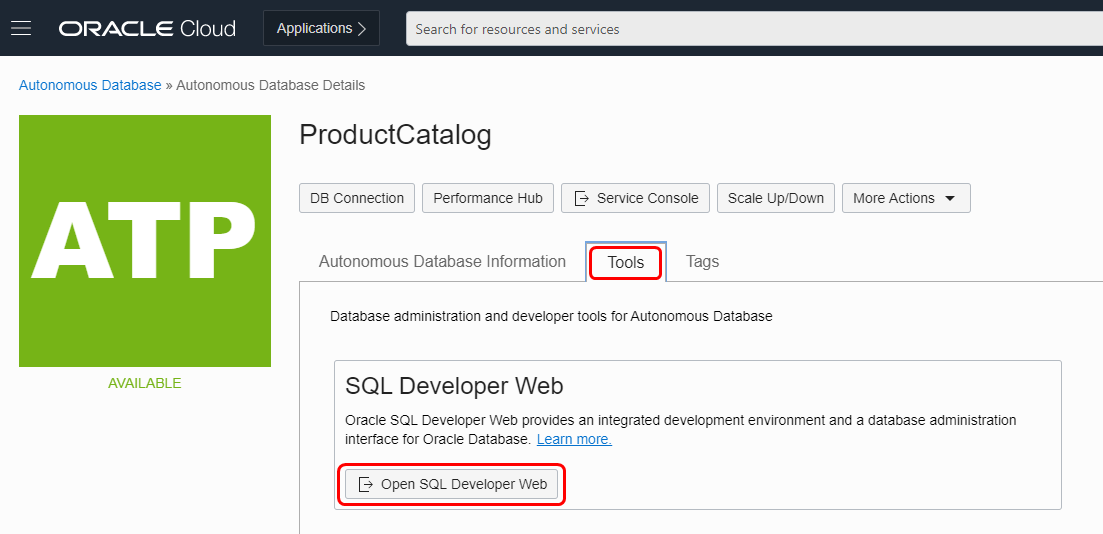 ORACLE Cloud
Applications
Search for resources and services
Autonomous Database » Autonomous Database Details
ATP
AVAILABLE
ProductCatalog
DB Connection
Performance Hub
Service Console
Scale Up/Down
More Actions
Autonomous Database Information
Tools
Tags
Database administration and developer tools for Autonomous Database
SQL Developer Web
Oracle SQL Developer Web provides an integrated development environment and a database administration
interface for Oracle Database. Learn more.
Open SQL Developer Web